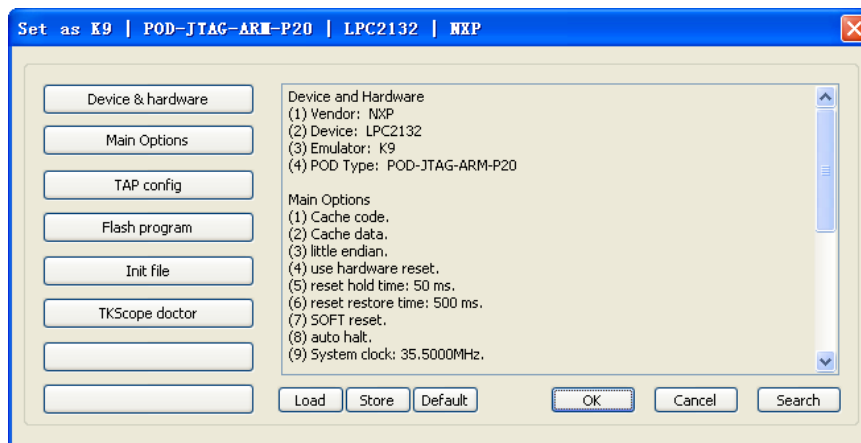 Set as K9 | POD-JTAG-ARM-P20 | LPC2132 | NXP
Device & hardware
Main Options
TAP config
Flash program
Init file
TKScope doctor
Device and Hardware
(1) Vendor: NXP
(2) Device: LPC2132
(3) Emulator: K9
(4) POD Type: POD-JTAG-ARM-P20
Main Options
(1) Cache code.
(2) Cache data.
(3) little endian.
(4) use hardware reset.
(5) reset hold time: 50 ms.
(6) reset restore time: 500 ms.
(7) SOFT reset.
(8) auto halt.
(9) System clock: 35.5000MHz.
Load Store Default OK Cancel Search